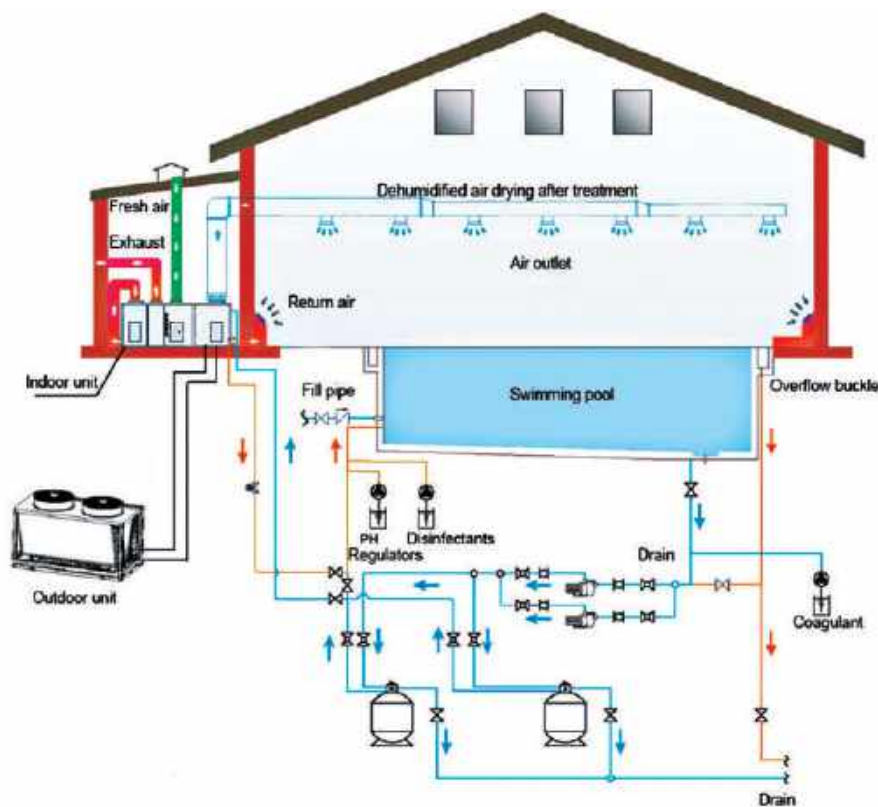 Dehumidified air drying after treatment
Fresh air
Exhaust
Air outlet
Return air
Indoor unit
Fill pipe
Swimming pool
Overflow buckle
PH
Regulators
Disinfectants
Drain
Outdoor unit
Coagulant
Drain